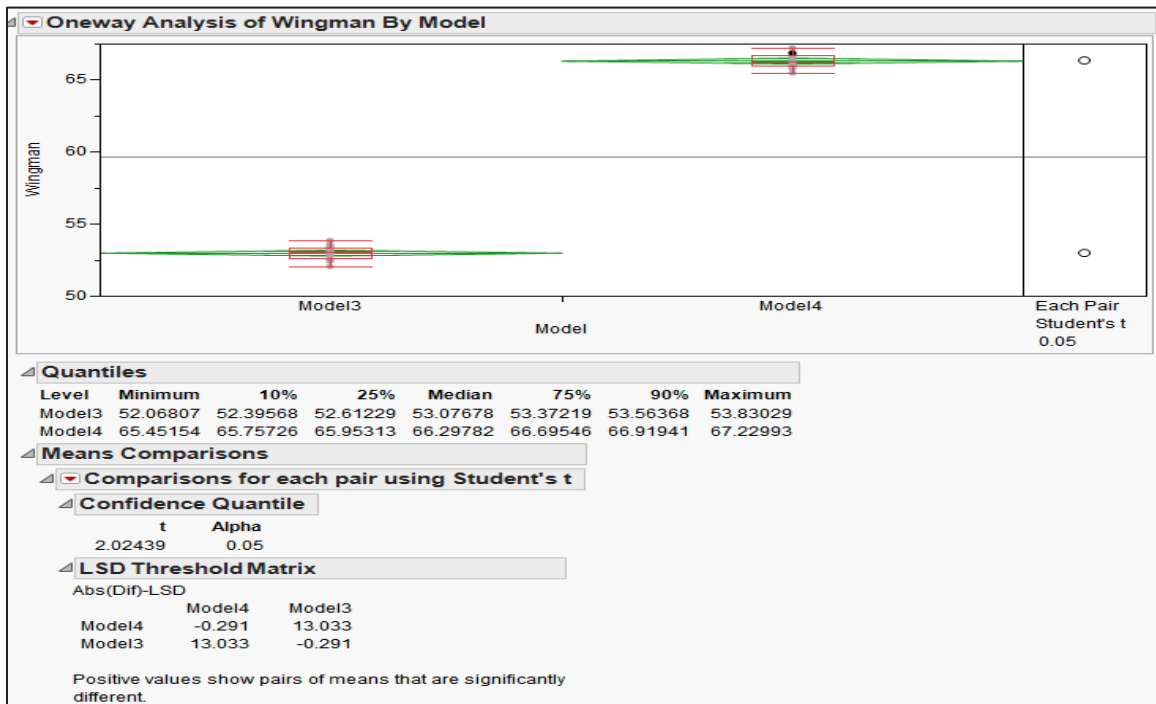 Oneway Analysis of Wingman By Model
65
60
55
50
Wingman
Model3 Model4
Model
Each Pair
Student's t
0.05
Quantiles
Level Minimum 10% 25% Median 75% 90% Maximum
Model3 52.06807 52.39568 52.61229 53.07678 53.37219 53.56368 53.83029
Model4 65.45154 65.75726 65.95313 66.29782 66.69546 66.91941 67.22993
Means Comparisons
Comparisons for each pair using Student's t
Confidence Quantile
t Alpha
2.02439 0.05
LSD Threshold Matrix
Abs(Dif)-LSD
Model4 Model3
Model4 -0.291 13.033
Model3 13.033 -0.291
Positive values show pairs of means that are significantly
different.